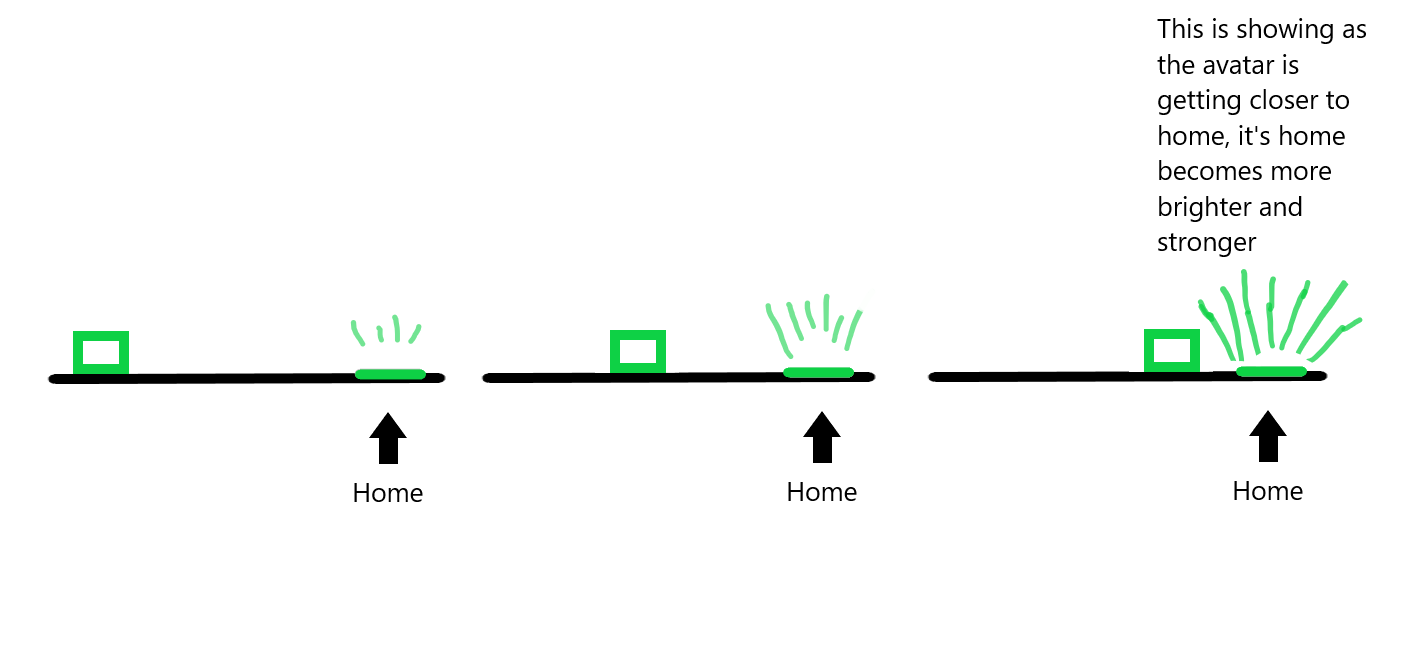 This is showing as
the avatar is
getting closer to
home, it's home
becomes more
brighter and
stronger
Home
Home
Home